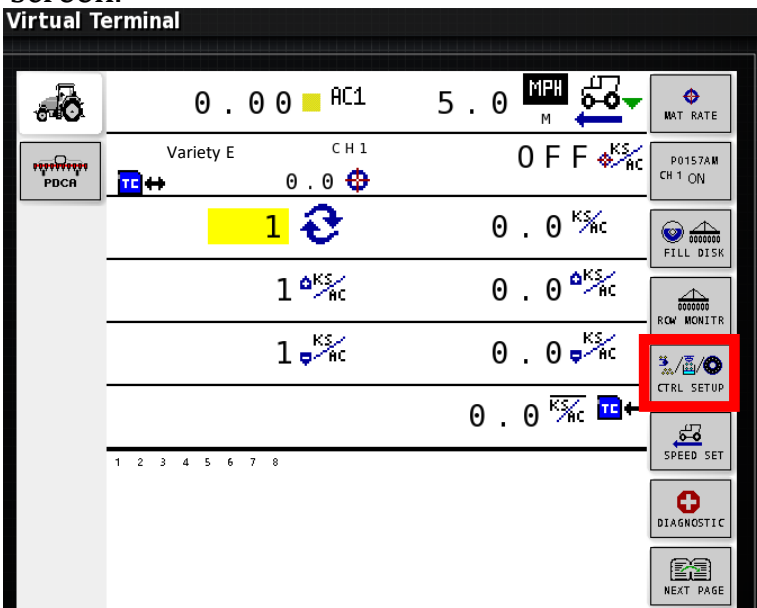 Virtual Terminal
0.00 AC1 5.0 MPH M
MAT RATE
Variety E CH1 OFF KS/AC
P0157AM
CH 1 ON
PDCA
TC 0.0
1 0.0 KS/AC
FILL DISK
1 KS/AC 0.0 KS/AC
ROW MONITR
1 KS/AC 0.0 KS/AC
CTRL SETUP
0.0 KS/AC TC
SPEED SET
1 2 3 4 5 6 7 8
DIAGNOSTIC
NEXT PAGE